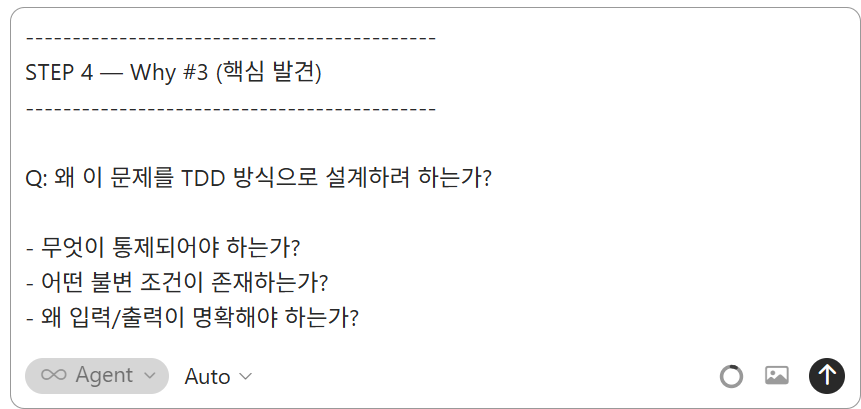 --------------------------------------------
STEP 4 — Why #3 (핵심 발견)
--------------------------------------------
Q: 왜 이 문제를 TDD 방식으로 설계하려 하는가?
- 무엇이 통제되어야 하는가?
- 어떤 불변 조건이 존재하는가?
- 왜 입력/출력이 명확해야 하는가?
Agent Auto